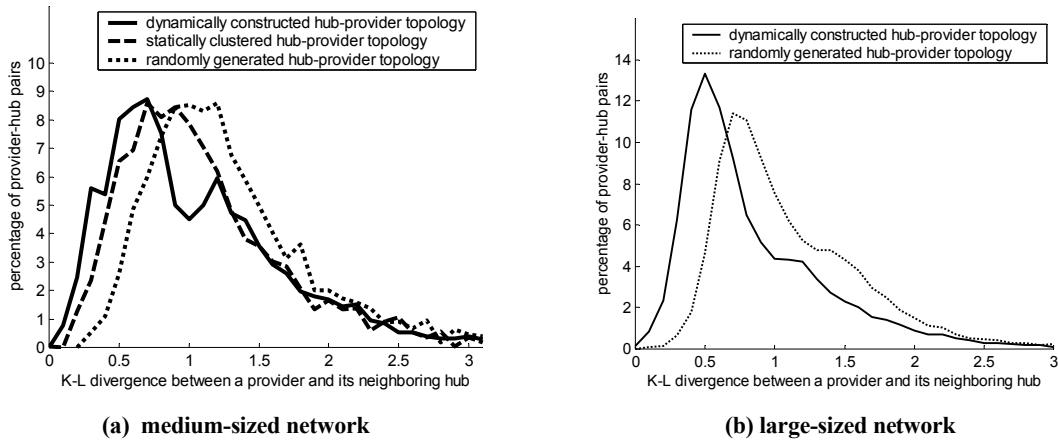 dynamically constructed hub-provider topology
statically clustered hub-provider topology
randomly generated hub-provider topology
percentage of provider-hub pairs
10
9
8
7
6
5
4
3
2
1
0
0 0.5 1 1.5 2 2.5 3
K-L divergence between a provider and its neighboring hub
(a) medium-sized network
dynamically constructed hub-provider topology
randomly generated hub-provider topology
percentage of provider-hub pairs
14
12
10
8
6
4
2
0
0 0.5 1 1.5 2 2.5 3
K-L divergence between a provider and its neighboring hub
(b) large-sized network